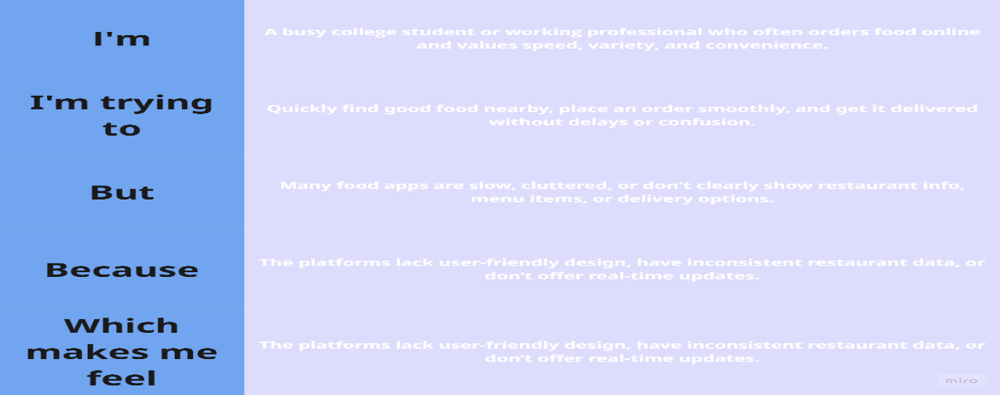 I'm
A busy college student or working professional who often orders food online
and values speed, variety, and convenience.
I'm trying
to
Quickly find good food nearby, place an order smoothly, and get it delivered
without delays or confusion.
But
Many food apps are slow, cluttered, or don't clearly show restaurant info,
menu items, or delivery options.
Because
The platforms lack user-friendly design, have inconsistent restaurant data, or
don’t offer real-time updates.
Which
makes me
feel
The platforms lack user-friendly design, have inconsistent restaurant data, or
don’t offer real-time updates.
miro